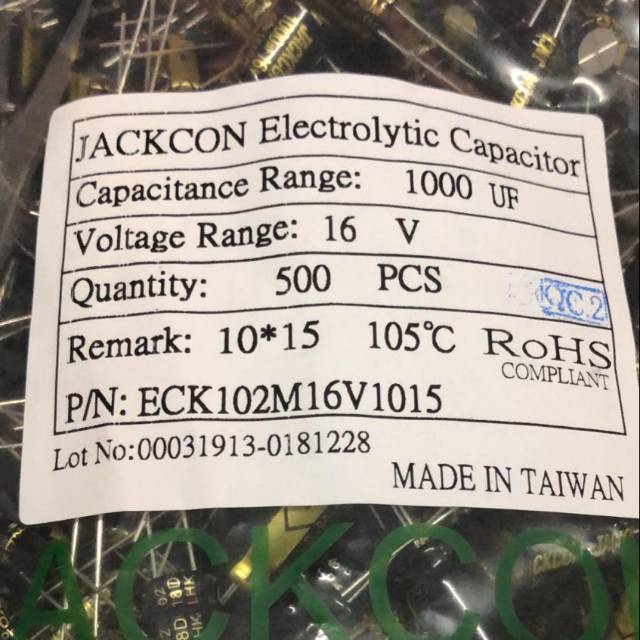 JACKCON Electrolytic Capacitor
Capacitance Range: 1000 UF
Voltage Range: 16 V
Quantity: 500 PCS
QC.2
Remark: 10*15 105℃ RoHS
COMPLIANT
P/N: ECK102M16V1015
Lot No:00031913-0181228
MADE IN TAIWAN
ACKCO